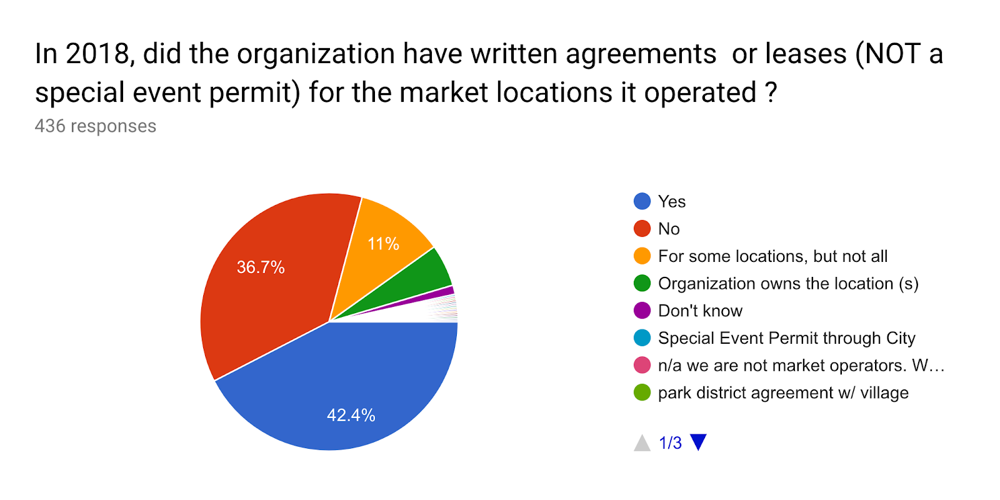 In 2018, did the organization have written agreements  or leases (NOT a
special event permit) for the market locations it operated ?
436 responses
36.7%
11%
42.4%
Yes
No
For some locations, but not all
Organization owns the location (s)
Don't know
Special Event Permit through City
n/a we are not market operators. W…
park district agreement w/ village
1/3